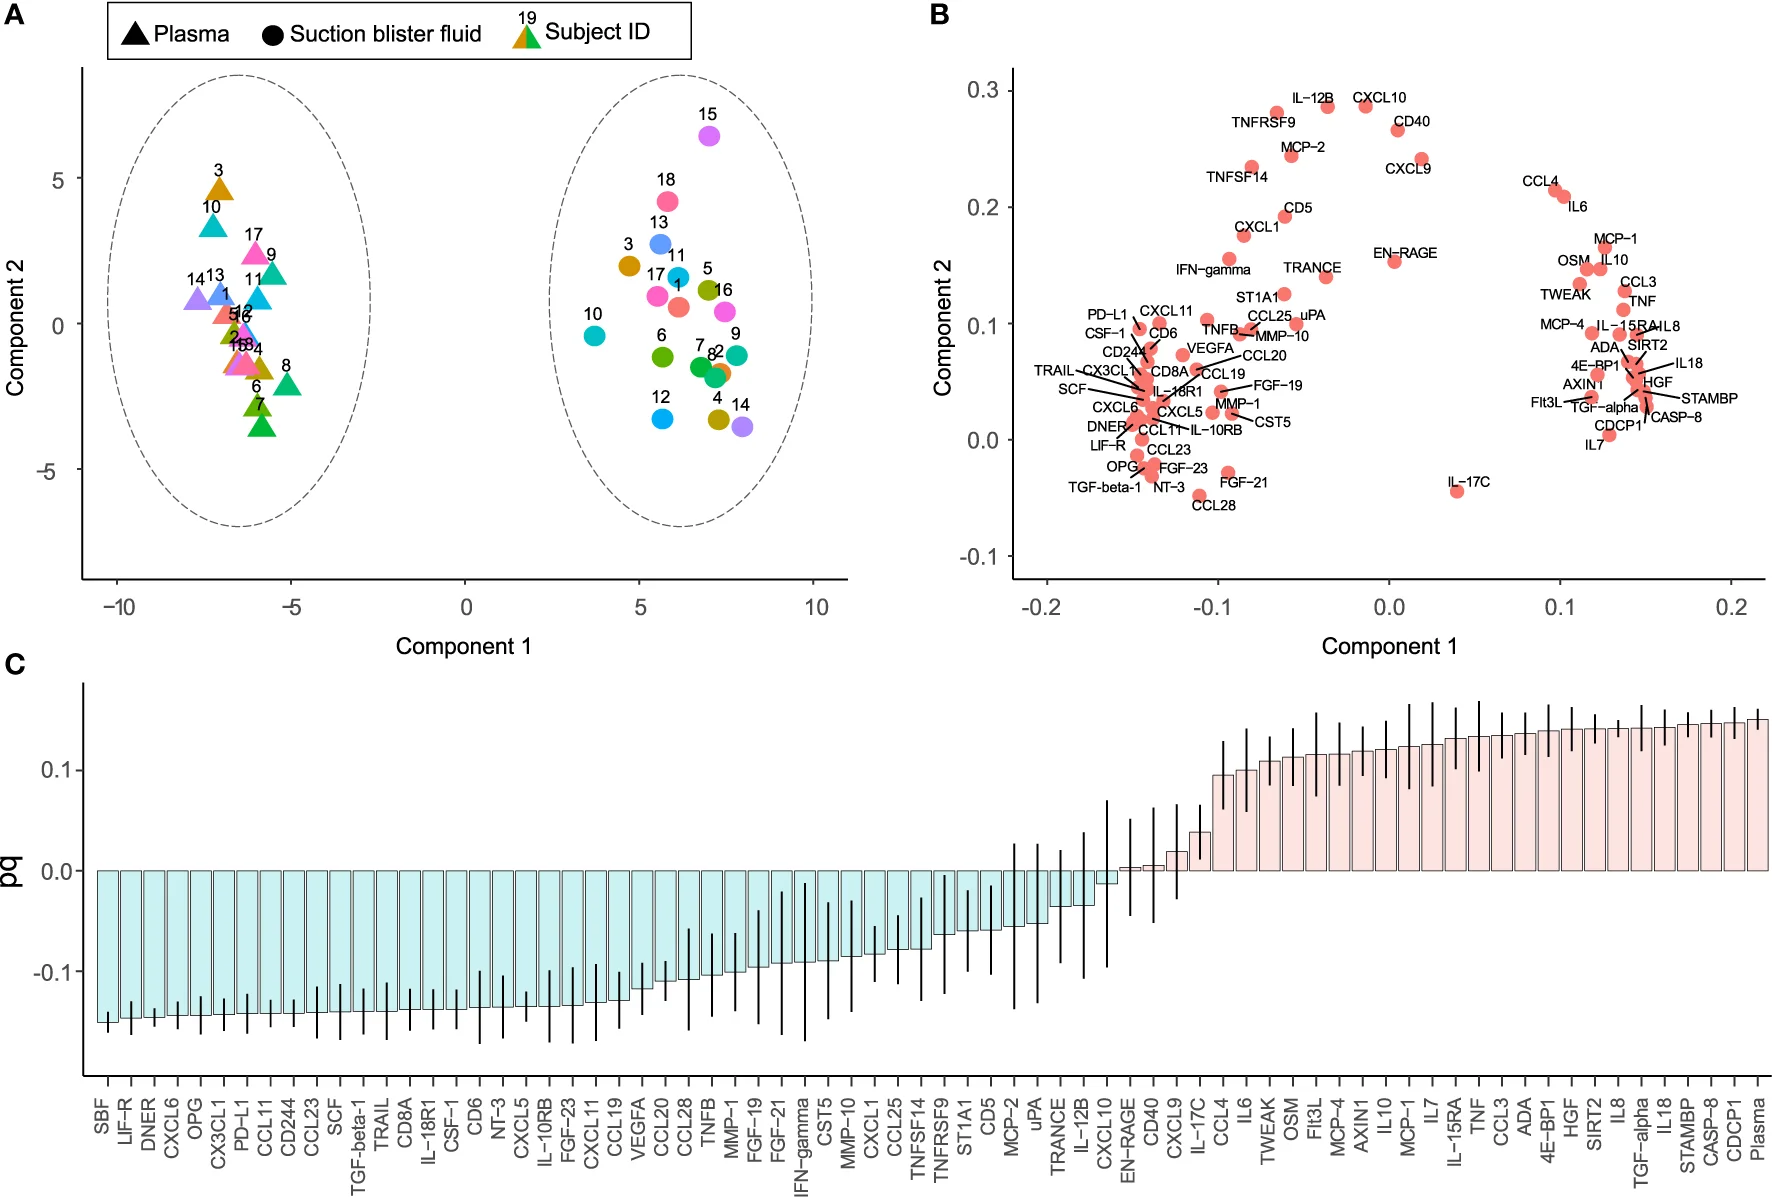 A
Plasma
Suction blister fluid
19
Subject ID
5
0
−5
−10
−5
0
5
10
Component 2
Component 1
3
10
17
9
14
13
1
11
5
12
16
2
15
18
4
8
6
7
15
18
13
3
11
17
1
5
16
10
6
7
8
2
9
12
4
14
B
0.3
0.2
0.1
0.0
-0.1
-0.2
-0.1
0.0
0.1
0.2
Component 2
Component 1
IL−12B
CXCL10
TNFRSF9
CD40
MCP−2
CXCL9
TNFSF14
CCL4
IL6
CD5
CXCL1
MCP−1
EN−RAGE
OSM
IL10
IFN−gamma
TRANCE
CCL3
TWEAK
ST1A1
TNF
PD−L1
CXCL11
CCL25
uPA
MCP−4
IL−15RA
IL8
CSF−1
CD6
TNFB
MMP−10
ADA
SIRT2
CD244
VEGFA
CCL20
4E−BP1
IL18
TRAIL
CX3CL1
CD8A
CCL19
AXIN1
HGF
SCF
IL−18R1
FGF−19
Flt3L
TGF−alpha
STAMBP
CXCL6
CXCL5
MMP−1
CASP−8
DNER
CCL11
IL−10RB
CST5
CDCP1
LIF−R
CCL23
IL7
OPG
FGF−23
TGF-beta-1
NT−3
FGF−21
IL−17C
CCL28
C
0.1
0.0
-0.1
pq
SBF
LIF−R
DNER
CXCL6
OPG
CX3CL1
PD−L1
CCL11
CD244
CCL23
SCF
TGF−beta−1
TRAIL
CD8A
IL−18R1
CSF−1
CD6
NT−3
CXCL5
IL−10RB
FGF−23
CXCL11
CCL19
VEGFA
CCL20
CCL28
TNFB
MMP−1
FGF−19
FGF−21
IFN−gamma
CST5
MMP−10
CXCL1
CCL25
TNFSF14
TNFRSF9
ST1A1
CD5
MCP−2
uPA
TRANCE
IL−12B
CXCL10
EN−RAGE
CD40
CXCL9
IL−17C
CCL4
IL6
TWEAK
OSM
Flt3L
MCP−4
AXIN1
IL10
MCP−1
IL7
IL−15RA
TNF
CCL3
ADA
4E−BP1
HGF
SIRT2
IL8
TGF−alpha
IL18
STAMBP
CASP−8
CDCP1
Plasma